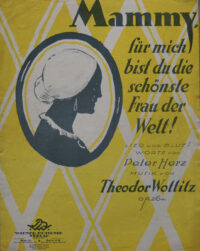 Mammy,
für mich
bist du die
schönste
Frau der
Welt!
LIED UND BLUES
WORTE VON
Peter Herz
MUSIK VON
Theodor Wottitz